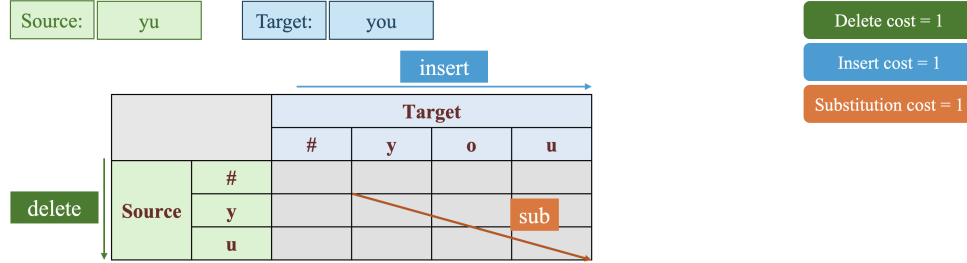 Source: yu Target: you Delete cost = 1
insert Insert cost = 1
Substitution cost = 1
Target
# y o u
#
delete Source y sub
u